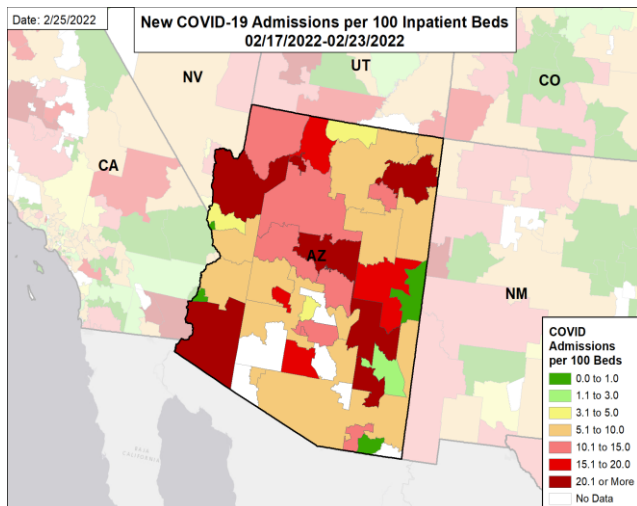 Date: 2/25/2022
New COVID-19 Admissions per 100 Inpatient Beds
02/17/2022-02/23/2022
NV
UT
CO
CA
AZ
NM
BAJA
CALIFORNIA
COVID
Admissions
per 100 Beds
0.0 to 1.0
1.1 to 3.0
3.1 to 5.0
5.1 to 10.0
10.1 to 15.0
15.1 to 20.0
20.1 or More
No Data